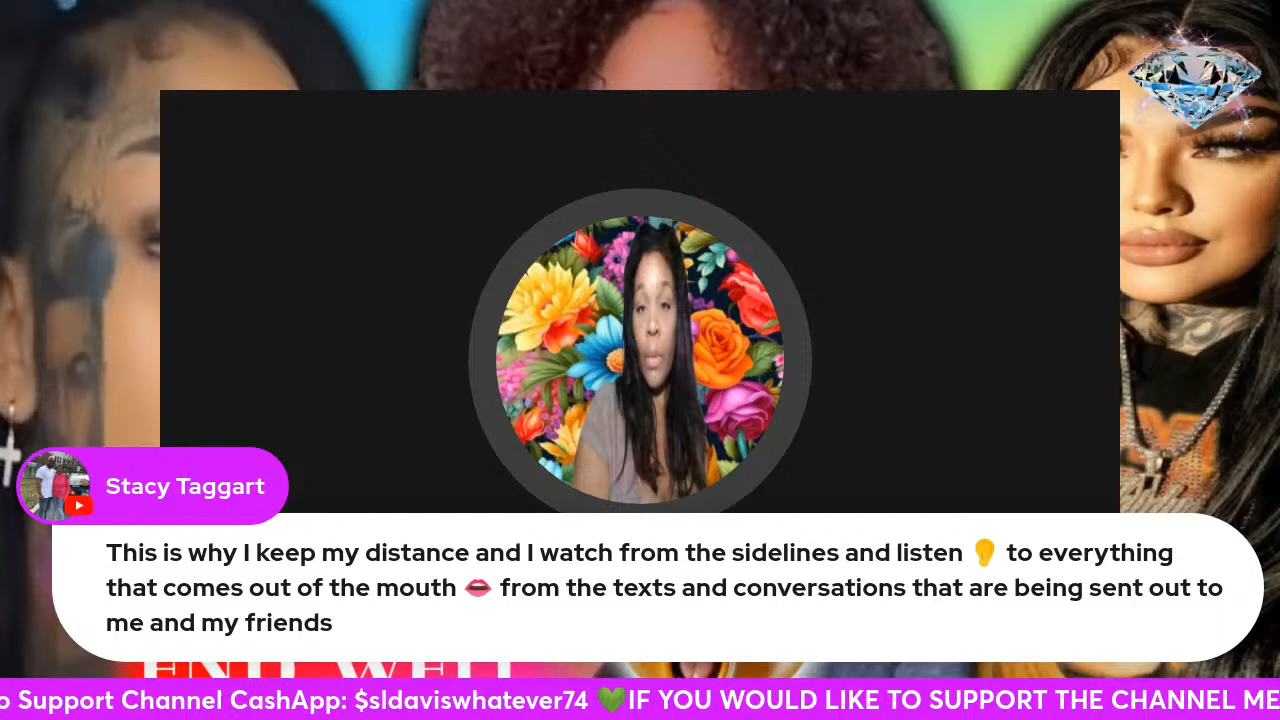 Stacy Taggart
This is why I keep my distance and I watch from the sidelines and listen 👂 to everything
that comes out of the mouth 👄 from the texts and conversations that are being sent out to
me and my friends
END WELL
o Support Channel CashApp: $sldaviswhatever74 💚IF YOU WOULD LIKE TO SUPPORT THE CHANNEL ME